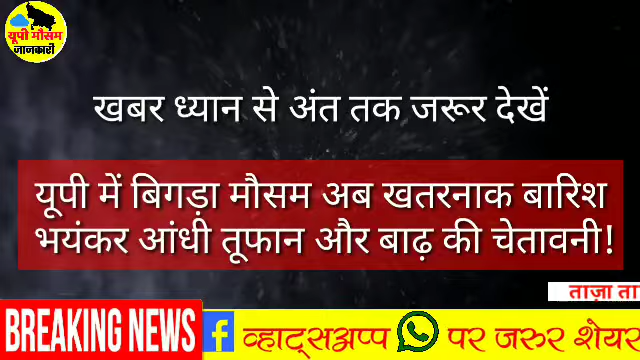 यूपी मौसम
जानकारी
खबर ध्यान से अंत तक जरूर देखें
यूपी में बिगड़ा मौसम अब खतरनाक बारिश
भयंकर आंधी तूफान और बाढ़ की चेतावनी!
ताज़ा ता
BREAKING NEWS f व्हाट्सअप्प पर जरुर शेयर